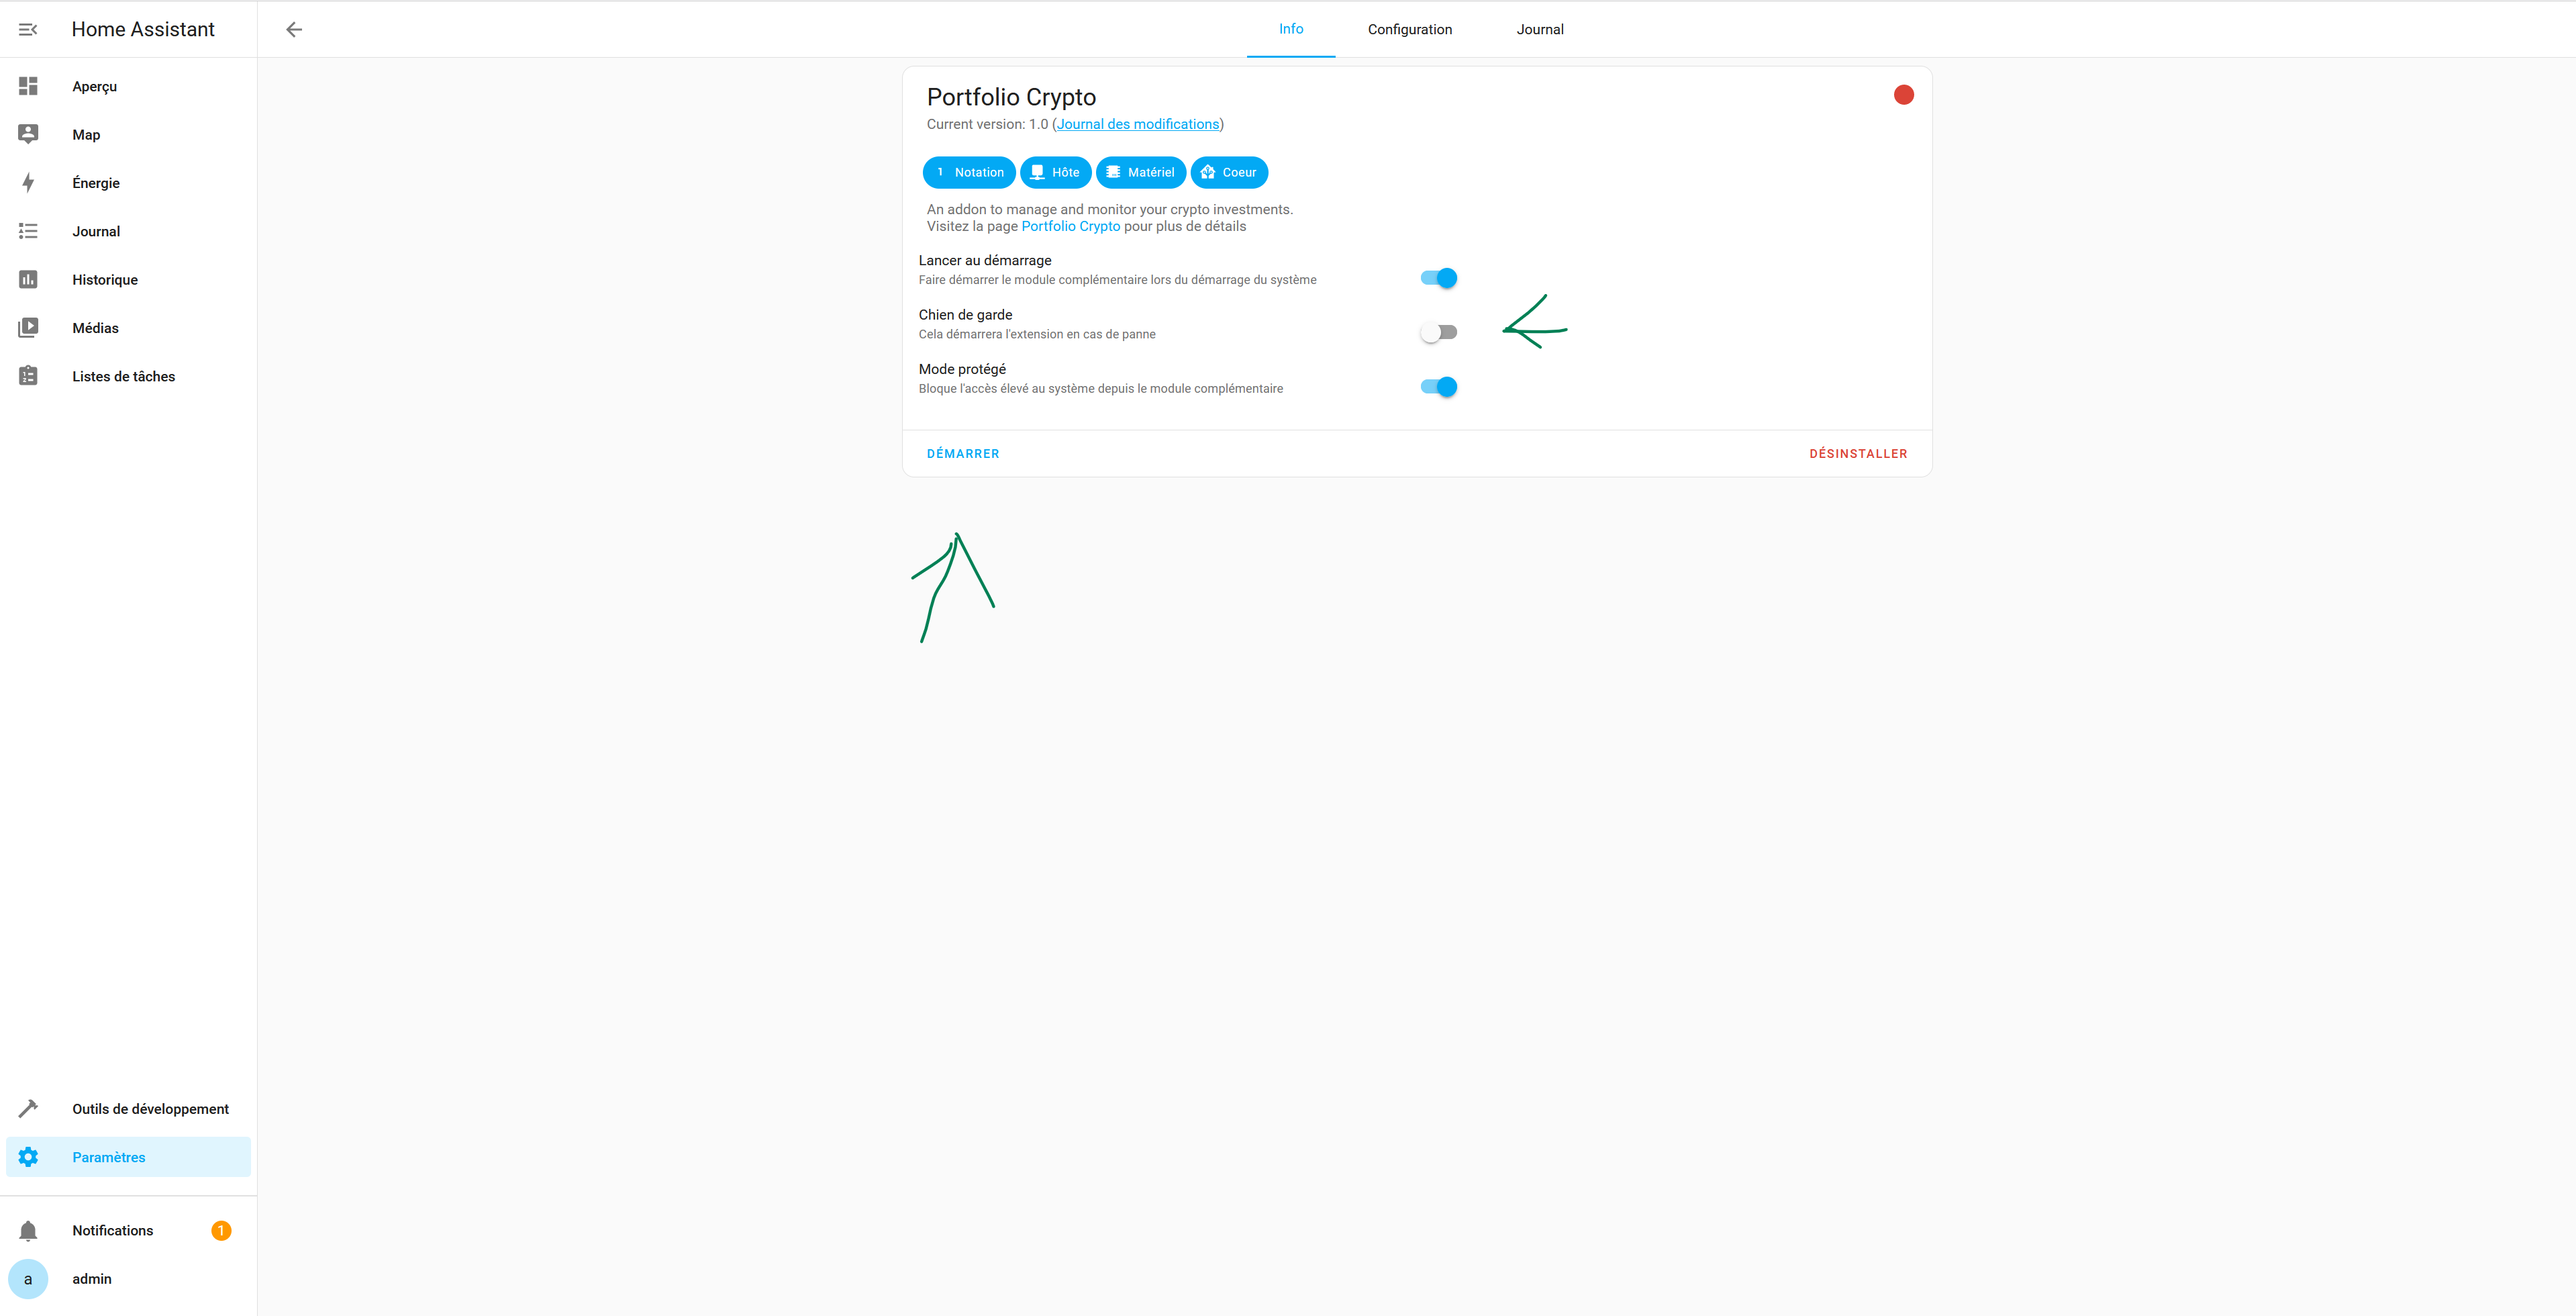 Home Assistant
Info Configuration Journal
Aperçu
Map
Énergie
Journal
Historique
Médias
Listes de tâches
Portfolio Crypto
Current version: 1.0 (Journal des modifications)
1 Notation Hôte Matériel Coeur
An addon to manage and monitor your crypto investments.
Visitez la page Portfolio Crypto pour plus de détails
Lancer au démarrage
Faire démarrer le module complémentaire lors du démarrage du système
Chien de garde
Cela démarrera l'extension en cas de panne
Mode protégé
Bloque l'accès élevé au système depuis le module complémentaire
DÉMARRER DÉSINSTALLER
Outils de développement
Paramètres
Notifications 1
a admin